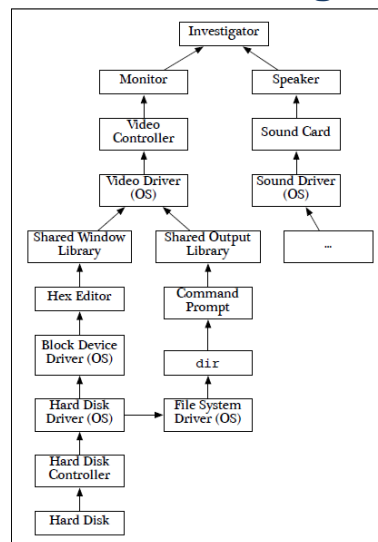 Investigator
Monitor
Speaker
Video
Controller
Sound Card
Video Driver
(OS)
Sound Driver
(OS)
Shared Window
Library
Shared Output
Library
...
Hex Editor
Command
Prompt
Block Device
Driver (OS)
dir
Hard Disk
Driver (OS)
File System
Driver (OS)
Hard Disk
Controller
Hard Disk